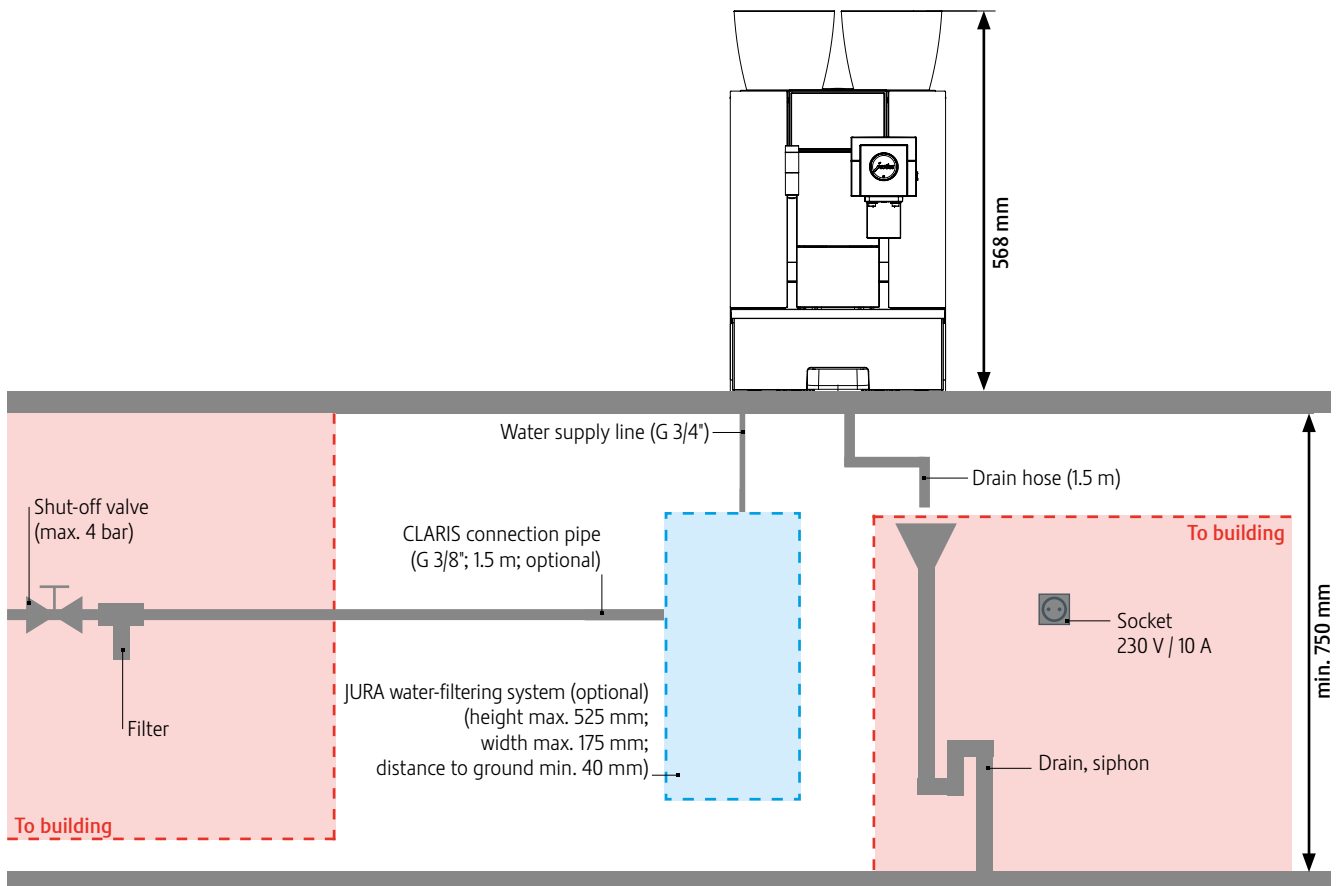 568 mm
Water supply line (G 3/4")
Drain hose (1.5 m)
Shut-off valve
(max. 4 bar)
CLARIS connection pipe
(G 3/8"; 1.5 m; optional)
To building
Socket
230 V / 10 A
min. 750 mm
JURA water-filtering system (optional)
(height max. 525 mm;
width max. 175 mm;
distance to ground min. 40 mm)
Filter
Drain, siphon
To building
jura